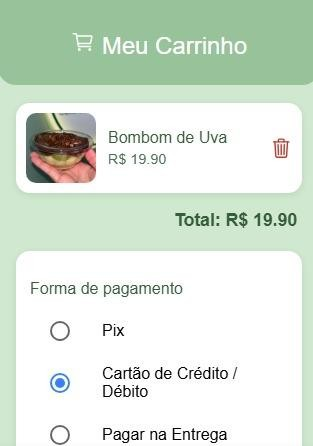 Meu Carrinho
Bombom de Uva
R$ 19.90
Total: R$ 19.90
Forma de pagamento
Pix
Cartão de Crédito /
Débito
Pagar na Entrega